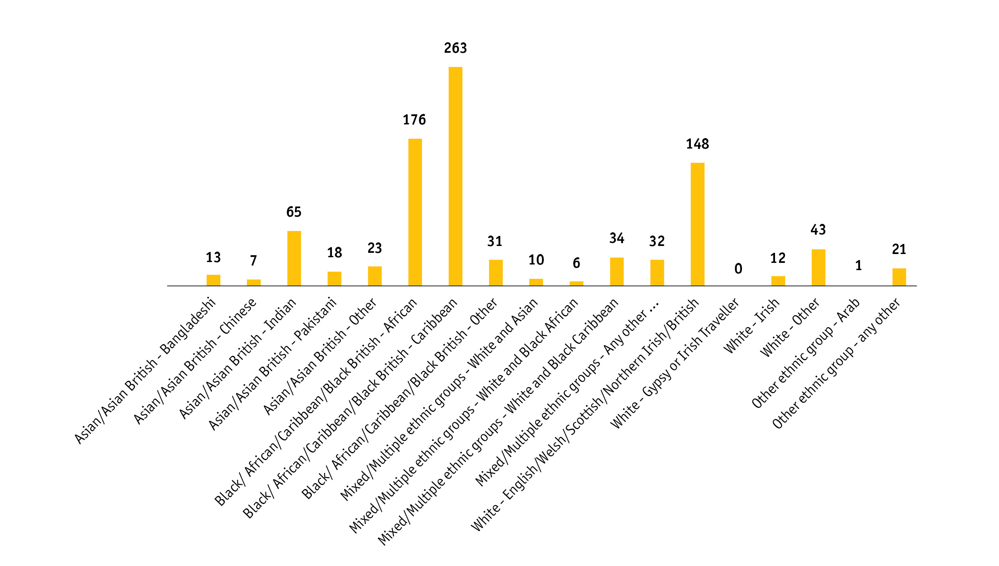 263
176
148
65
43
34
32
31
23
21
18
13
12
10
7
6
1
0
Asian/Asian British - Bangladeshi
Asian/Asian British - Chinese
Asian/Asian British - Indian
Asian/Asian British - Pakistani
Asian/Asian British - Other
Black/ African/Caribbean/Black British - African
Black/ African/Caribbean/Black British - Caribbean
Black/ African/Caribbean/Black British - Other
Mixed/Multiple ethnic groups - White and Asian
Mixed/Multiple ethnic groups - White and Black African
Mixed/Multiple ethnic groups - White and Black Caribbean
Mixed/Multiple ethnic groups - Any other ...
White - English/Welsh/Scottish/Northern Irish/British
White - Gypsy or Irish Traveller
White - Irish
White - Other
Other ethnic group - Arab
Other ethnic group - any other